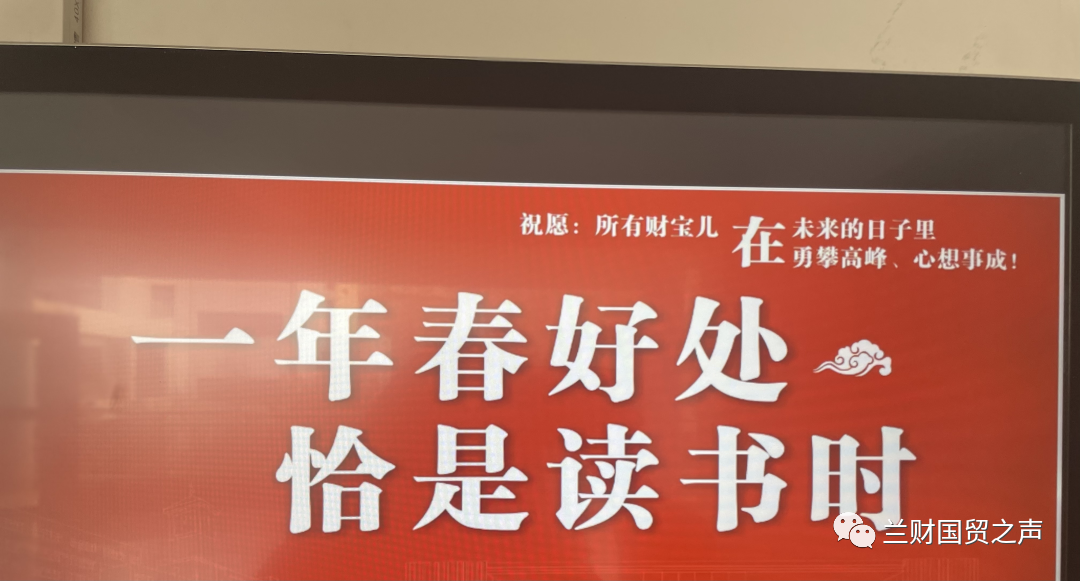 祝愿：所有财宝儿在未来的日子里
勇攀高峰、心想事成！
一年春好处
恰是读书时
兰财国贸之声